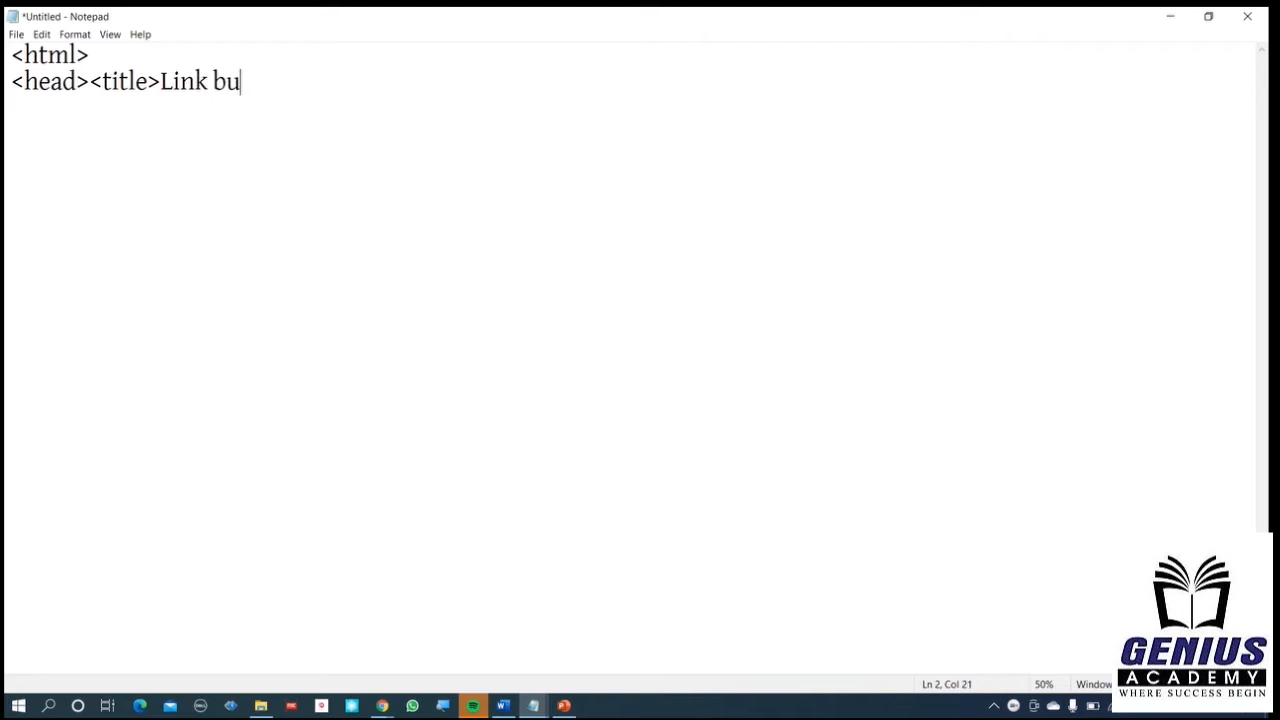 *Untitled - Notepad
File Edit Format View Help
<html>
<head><title>Link bu
Ln 2, Col 21 50% Window
GENIUS
ACADEMY
WHERE SUCCESS BEGIN